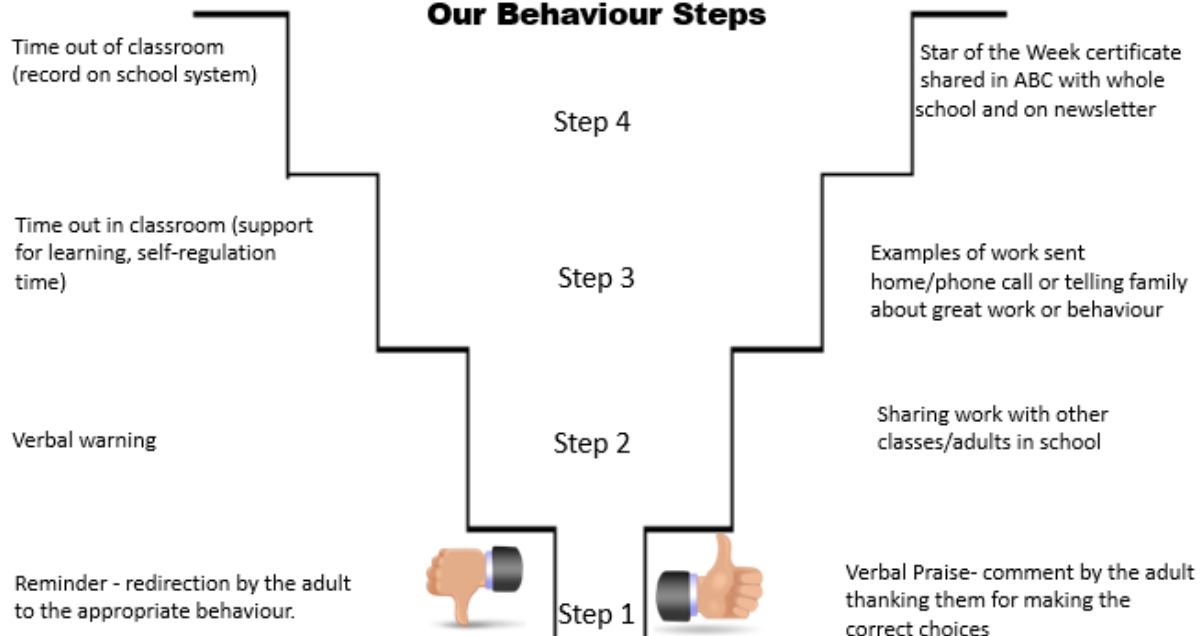 Our Behaviour Steps
Time out of classroom
(record on school system)
Step 4
Star of the Week certificate
shared in ABC with whole
school and on newsletter
Time out in classroom (support
for learning, self-regulation
time)
Step 3
Examples of work sent
home/phone call or telling family
about great work or behaviour
Verbal warning
Step 2
Sharing work with other
classes/adults in school
Reminder - redirection by the adult
to the appropriate behaviour.
Step 1
Verbal Praise- comment by the adult
thanking them for making the
correct choices